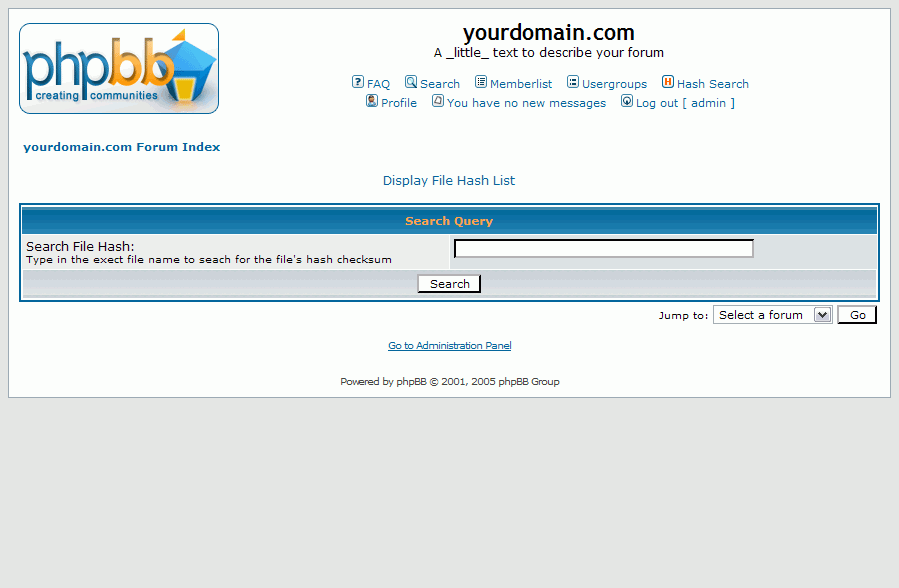 phpbb
creating communities
yourdomain.com
A _little_ text to describe your forum
FAQ Search Memberlist Usergroups H Hash Search
Profile You have no new messages Log out [ admin ]
yourdomain.com Forum Index
Display File Hash List
Search Query
Search File Hash:
Type in the exect file name to seach for the file's hash checksum
Search
Jump to: Select a forum Go
Go to Administration Panel
Powered by phpBB © 2001, 2005 phpBB Group